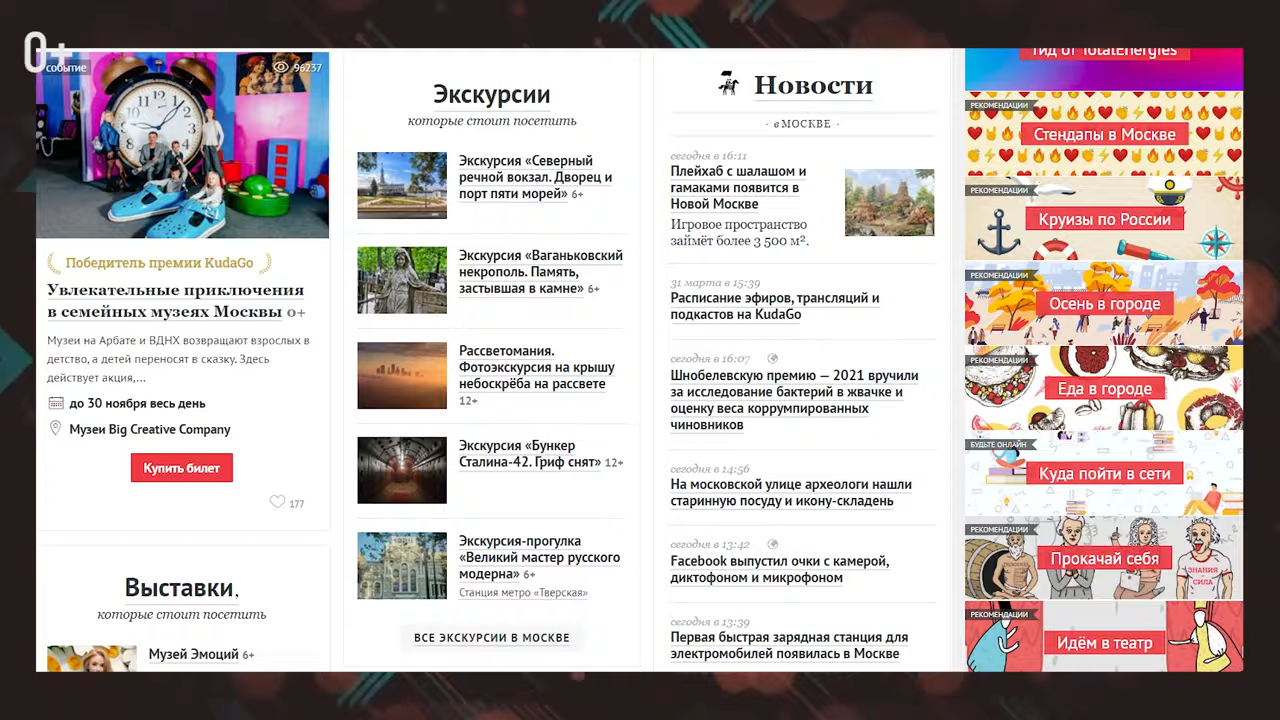 0+
событие
96237
Победитель премии KudaGo
Увлекательные приключения
в семейных музеях Москвы 0+
Музеи на Арбате и ВДНХ возвращают взрослых в
детство, а детей переносят в сказку. Здесь
действует акция,...
до 30 ноября весь день
Музеи Big Creative Company
Купить билет
177
Выставки,
которые стоит посетить
Музей Эмоций 6+
Экскурсии
которые стоит посетить
Экскурсия «Северный
речной вокзал. Дворец и
порт пяти морей» 6+
Экскурсия «Ваганьковский
некрополь. Память,
застывшая в камне» 6+
Рассветомания.
Фотоэкскурсия на крышу
небоскрёба на рассвете
12+
Экскурсия «Бункер
Сталина-42. Гриф снят» 12+
Экскурсия-прогулка
«Великий мастер русского
модерна» 6+
Станция метро «Тверская»
ВСЕ ЭКСКУРСИИ В МОСКВЕ
Новости
· в МОСКВЕ ·
сегодня в 16:11
Плейхаб с шалашом и
гамаками появится в
Новой Москве
Игровое пространство
займёт более 3 500 м².
31 марта в 15:39
Расписание эфиров, трансляций и
подкастов на KudaGo
сегодня в 16:07
Шнобелевскую премию — 2021 вручили
за исследование бактерий в жвачке и
оценку веса коррумпированных
чиновников
сегодня в 14:56
На московской улице археологи нашли
старинную посуду и икону-складень
сегодня в 13:42
Facebook выпустил очки с камерой,
диктофоном и микрофоном
сегодня в 13:39
Первая быстрая зарядная станция для
электромобилей появилась в Москве
Гид от TotalEnergies
РЕКОМЕНДАЦИИ
Стендапы в Москве
РЕКОМЕНДАЦИИ
Круизы по России
РЕКОМЕНДАЦИИ
Осень в городе
РЕКОМЕНДАЦИИ
Еда в городе
БУДЬТЕ ОНЛАЙН
Куда пойти в сети
РЕКОМЕНДАЦИИ
Прокачай себя
ЗНАНИЯ
СИЛА
РЕКОМЕНДАЦИИ
Идём в театр